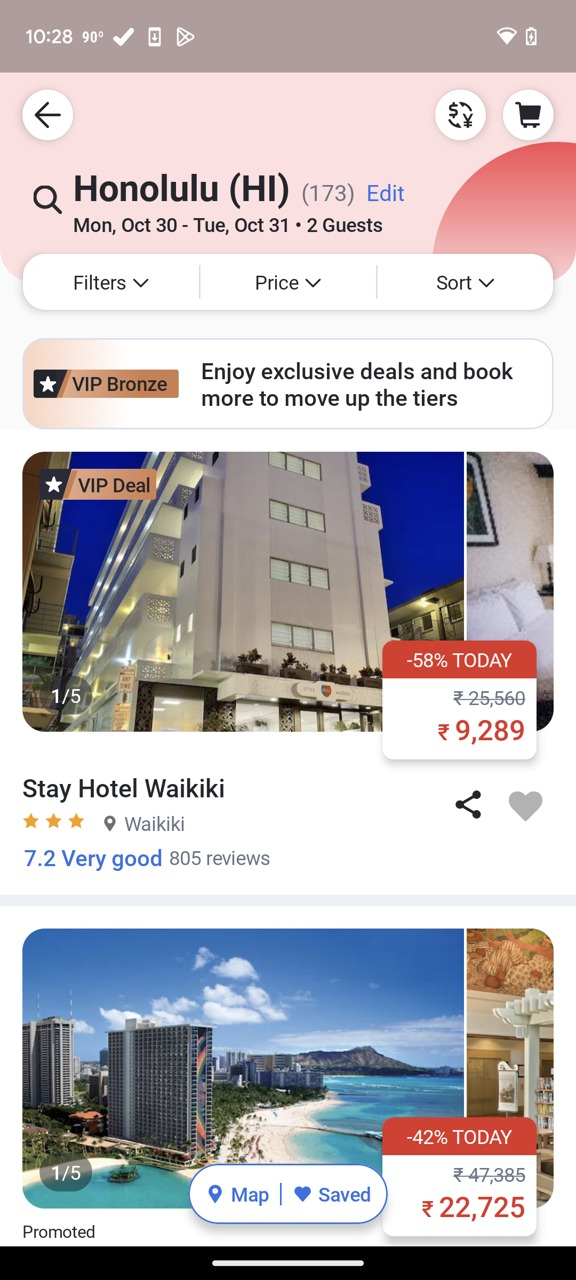 10:28 90°
Honolulu (HI) (173) Edit
Mon, Oct 30 - Tue, Oct 31 • 2 Guests
Filters Price Sort
VIP Bronze
Enjoy exclusive deals and book
more to move up the tiers
VIP Deal
1/5
-58% TODAY
₹ 25,560
₹ 9,289
Stay Hotel Waikiki
Waikiki
7.2 Very good 805 reviews
1/5
-42% TODAY
₹ 47,385
₹ 22,725
Map Saved
Promoted